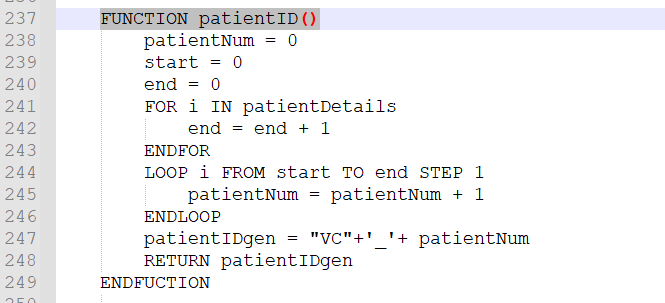 237 FUNCTION patientID()
238 patientNum = 0
239 start = 0
240 end = 0
241 FOR i IN patientDetails
242 end = end + 1
243 ENDFOR
244 LOOP i FROM start TO end STEP 1
245 patientNum = patientNum + 1
246 ENDLOOP
247 patientIDgen = "VC"+'_'+ patientNum
248 RETURN patientIDgen
249 ENDFUCTION